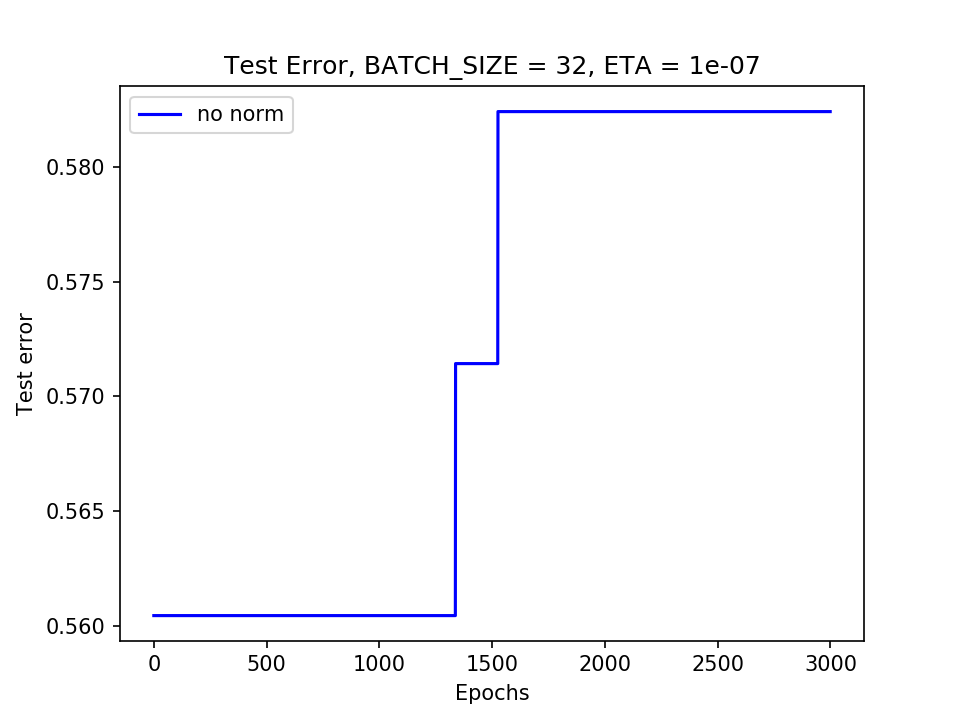 Test Error, BATCH_SIZE = 32, ETA = 1e-07
no norm
0.580
0.575
0.570
0.565
0.560
Test error
0 500 1000 1500 2000 2500 3000
Epochs